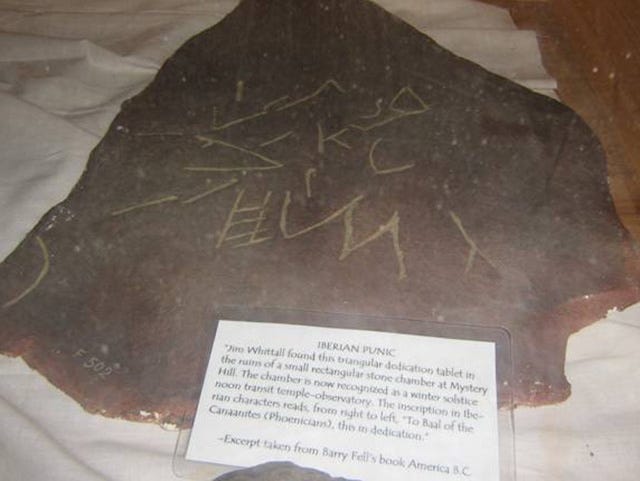 F 509
IBERIAN PUNIC
"Jim Whittall found this triangular dedication tablet in
the ruins of a small rectangular stone chamber at Mystery
Hill. The chamber is now recognized as a winter solstice
noon transit temple-observatory. The inscription in Ibe-
rian characters reads, from right to left, "To Baal of the
Canaanites (Phoenicians), this in dedication."
-Excerpt taken from Barry Fell's book America B.C